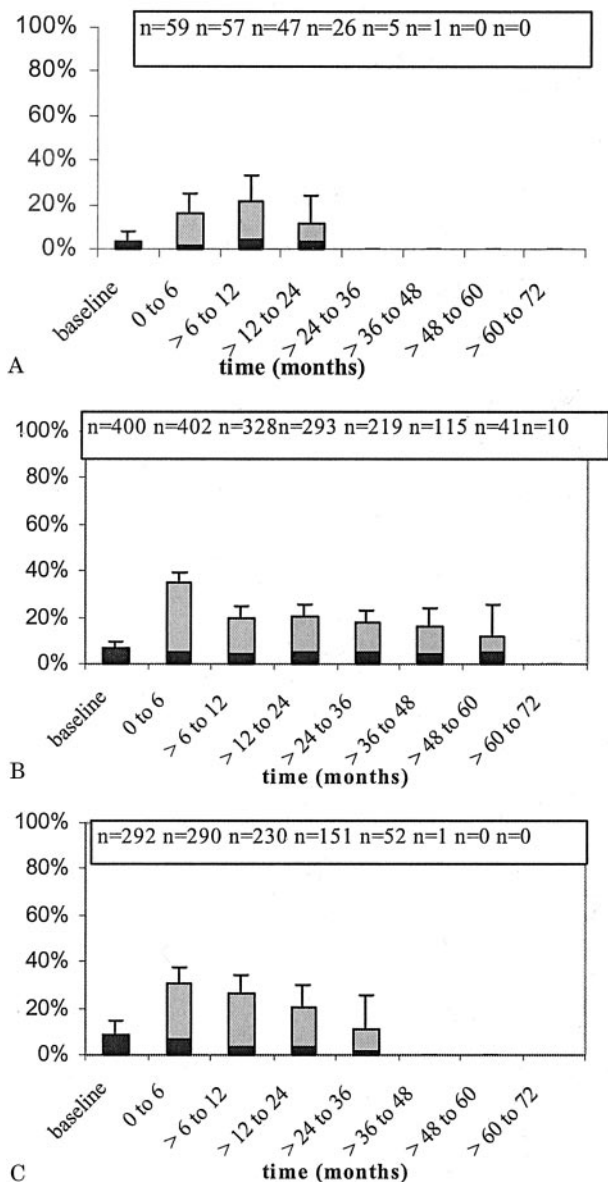 n=59 n=57 n=47 n=26 n=5 n=1 n=0 n=0
100%
80%
60%
40%
20%
0%
baseline
0 to 6
> 6 to 12
> 12 to 24
> 24 to 36
> 36 to 48
> 48 to 60
> 60 to 72
A
time (months)
n=400 n=402 n=328n=293 n=219 n=115 n=41n=10
100%
80%
60%
40%
20%
0%
baseline
0 to 6
> 6 to 12
> 12 to 24
> 24 to 36
> 36 to 48
> 48 to 60
> 60 to 72
B
time (months)
n=292 n=290 n=230 n=151 n=52 n=1 n=0 n=0
100%
80%
60%
40%
20%
0%
baseline
0 to 6
> 6 to 12
> 12 to 24
> 24 to 36
> 36 to 48
> 48 to 60
> 60 to 72
C
time (months)